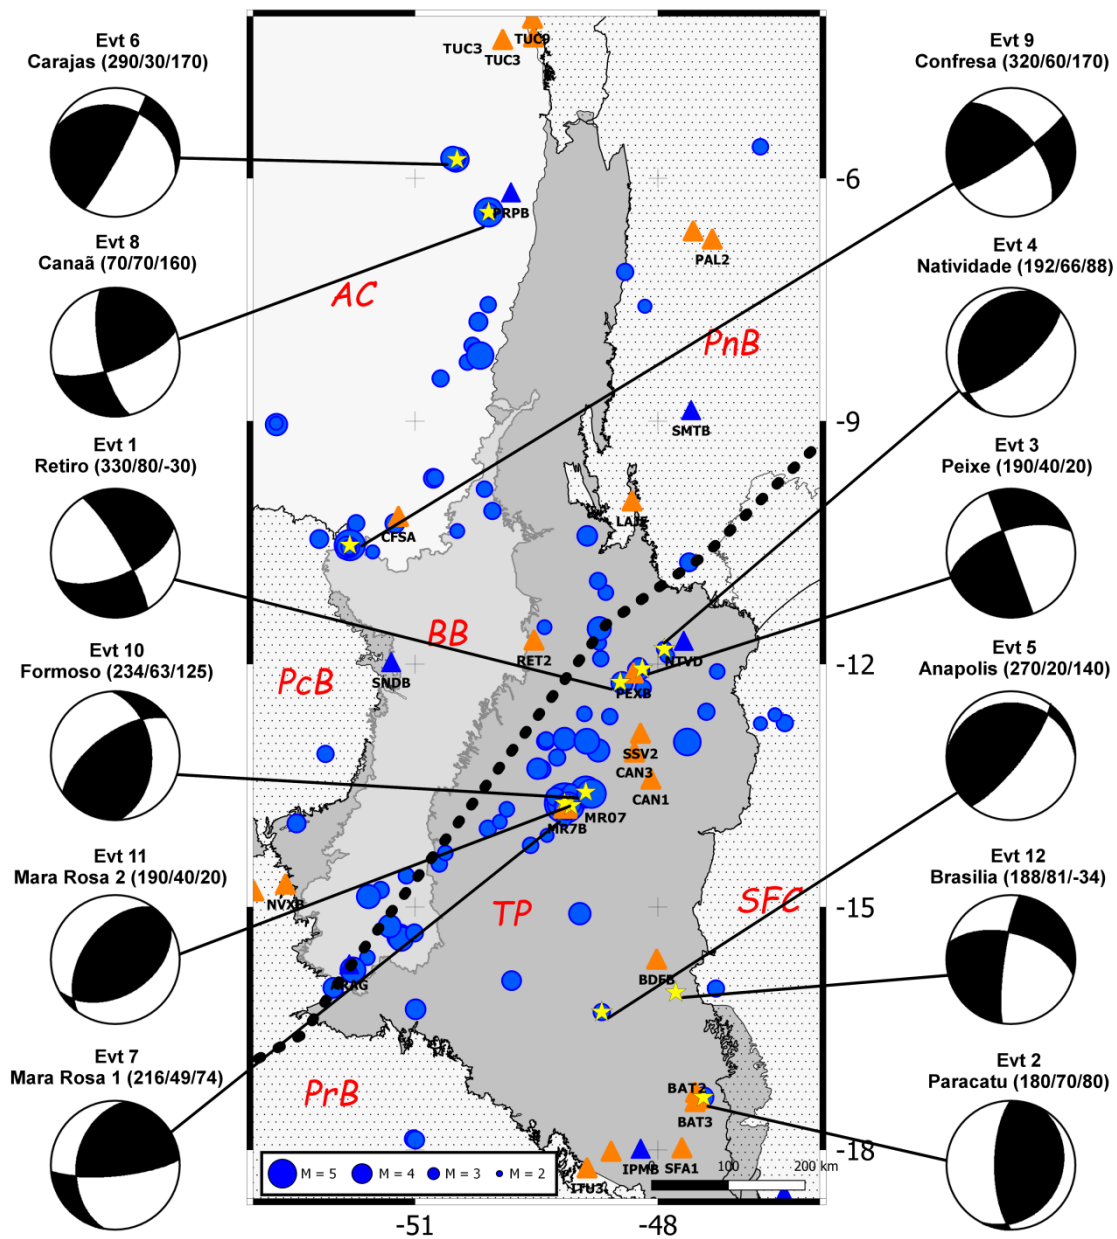 Evt 6
Carajas (290/30/170)
Evt 8
Canaã (70/70/160)
Evt 1
Retiro (330/80/-30)
Evt 10
Formoso (234/63/125)
Evt 11
Mara Rosa 2 (190/40/20)
Evt 7
Mara Rosa 1 (216/49/74)
TUC9
TUC3
TUC3
PRPB
PAL2
AC
PnB
SMTB
LAJE
CFSA
BB
RET2
NTVD
PcB
SNDB
PEXB
SSV2
CAN3
CAN1
MR07
MR7B
NVXB
TP
SFC
ARAG
BDFB
PrB
BAT2
BAT3
IPMB
SFA1
ITU3
0 100 200 km
M = 5 M = 4 M = 3 M = 2
-51 -48
-6
-9
-12
-15
-18
Evt 9
Confresa (320/60/170)
Evt 4
Natividade (192/66/88)
Evt 3
Peixe (190/40/20)
Evt 5
Anapolis (270/20/140)
Evt 12
Brasilia (188/81/-34)
Evt 2
Paracatu (180/70/80)